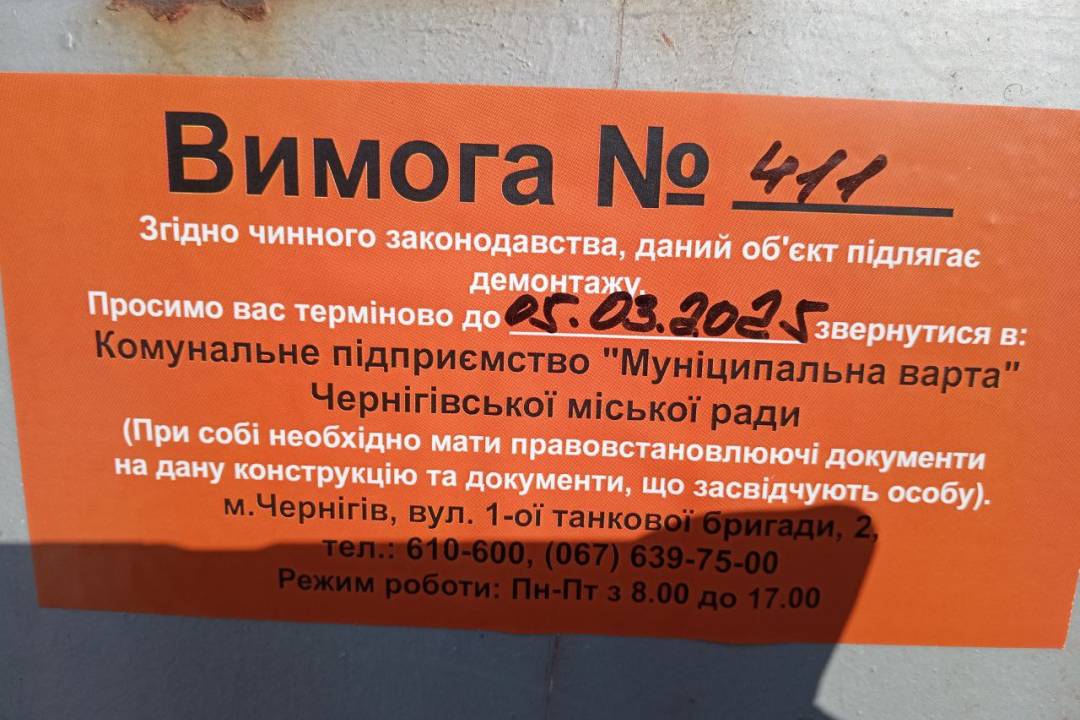 Вимога № 411
Згідно чинного законодавства, даний об'єкт підлягає
демонтажу.
Просимо вас терміново до 05.03.2025 звернутися в:
Комунальне підприємство "Муніципальна варта"
Чернігівської міської ради
(При собі необхідно мати правовстановлюючі документи
на дану конструкцію та документи, що засвідчують особу).
м.Чернігів, вул. 1-ої танкової бригади, 2,
тел.: 610-600, (067) 639-75-00
Режим роботи: Пн-Пт з 8.00 до 17.00